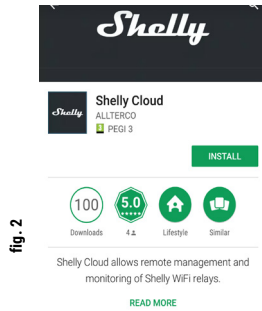 Shelly
Shelly
Shelly Cloud
ALLTERCO
3 PEGI 3
INSTALL
100
5.0
Downloads
4
Lifestyle
Similar
Shelly Cloud allows remote management and
monitoring of Shelly WiFi relays.
READ MORE
fig. 2